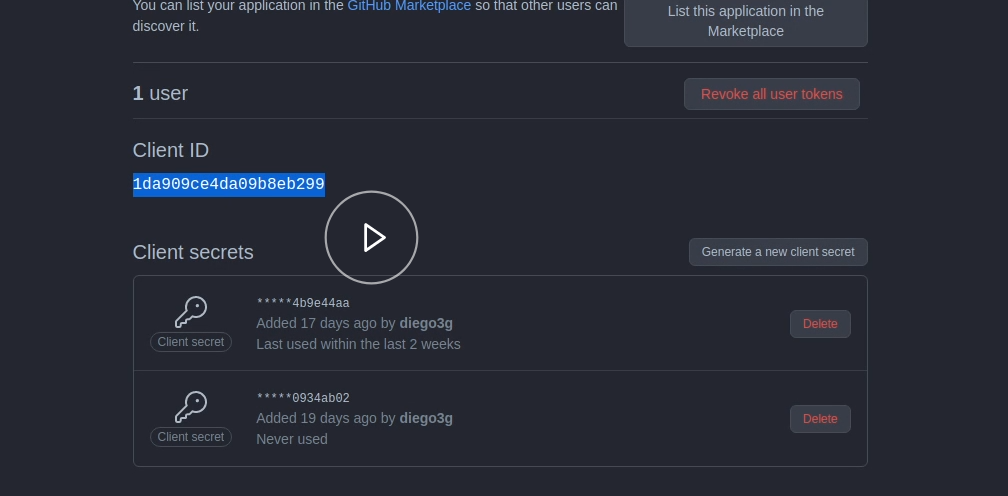 You can list your application in the GitHub Marketplace so that other users can
discover it.
List this application in the
Marketplace
1 user
Revoke all user tokens
Client ID
1da909ce4da09b8eb299
Client secrets
Generate a new client secret
*****4b9e44aa
Added 17 days ago by diego3g
Last used within the last 2 weeks
Client secret
Delete
*****0934ab02
Added 19 days ago by diego3g
Never used
Client secret
Delete